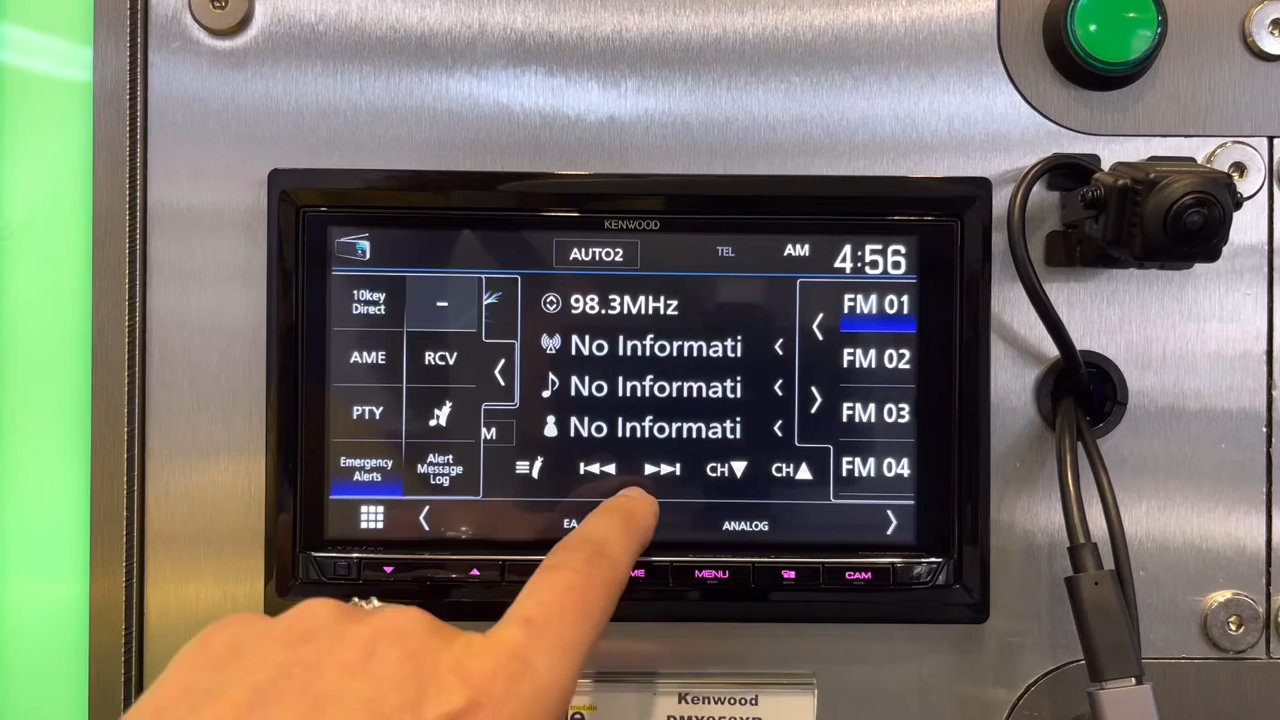 KENWOOD
AUTO2
TEL
AM
4:56
10key
Direct
-
98.3MHz
FM 01
AME
RCV
No Informati
FM 02
PTY
No Informati
FM 03
M
No Informati
Emergency
Alerts
Alert
Message
Log
CH▼
CH▲
FM 04
EA
ANALOG
ME
MENU
CAM
mobile
Kenwood